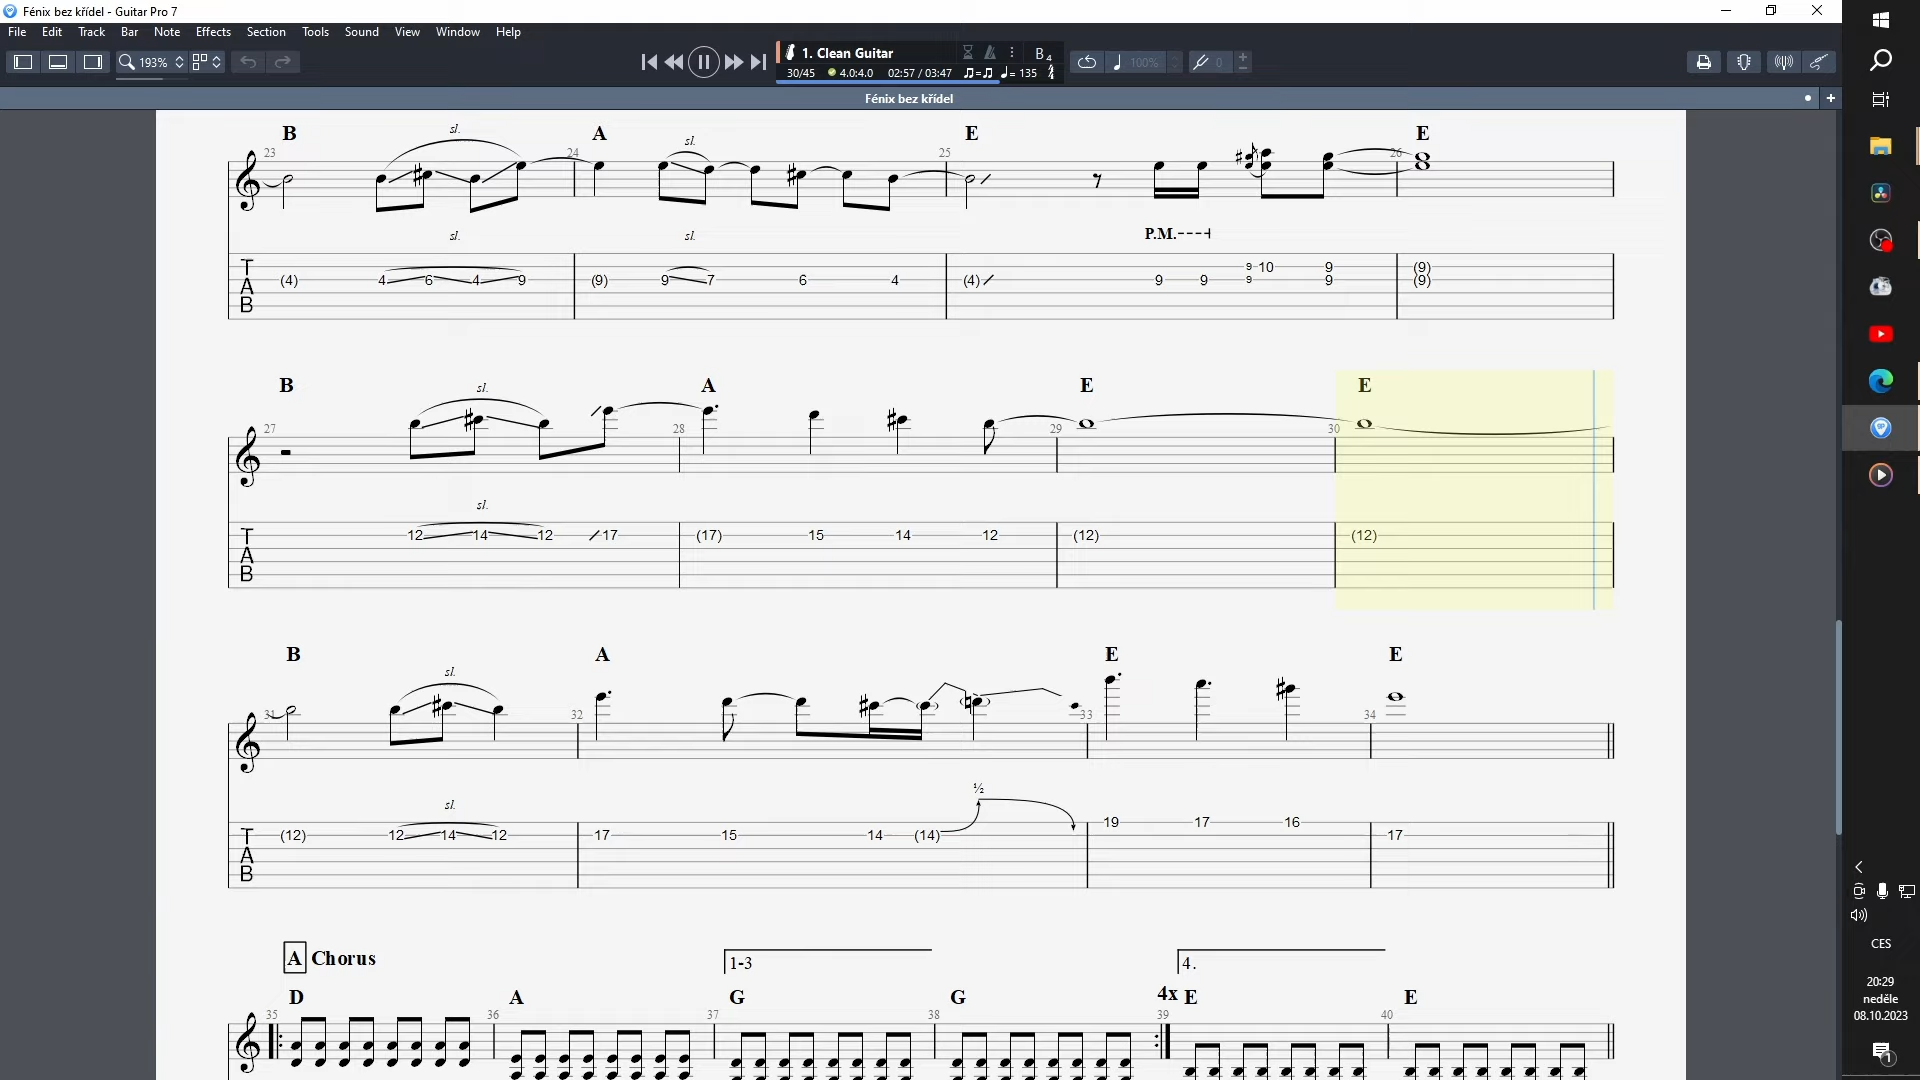 Fénix bez křídel - Guitar Pro 7
File Edit Track Bar Note Effects Section Tools Sound View Window Help
193%
1. Clean Guitar
B4
30/45 4.0:4.0 02:57 / 03:47 ♫=♫ ♩= 135
100%
0
Fénix bez křídel
B A E E
sl. sl.
23 24 25 26
sl. sl. P.M.----┤
T
A
B
9 10 9 (9)
(4) 4 6 4 9 (9) 9 7 6 4 (4) 9 9 9 9 (9)
B A E E
sl.
27 28 29 30
sl.
T
A
B
12 14 12 17 (17) 15 14 12 (12) (12)
B A E E
sl.
31 32 33 34
sl. ½
T
A
B
19 17 16
(12) 12 14 12 17 15 14 (14) 17
A Chorus
1-3 4.
D A G G 4x E E
35 36 37 38 39 40
CES
20:29
neděle
08.10.2023
1